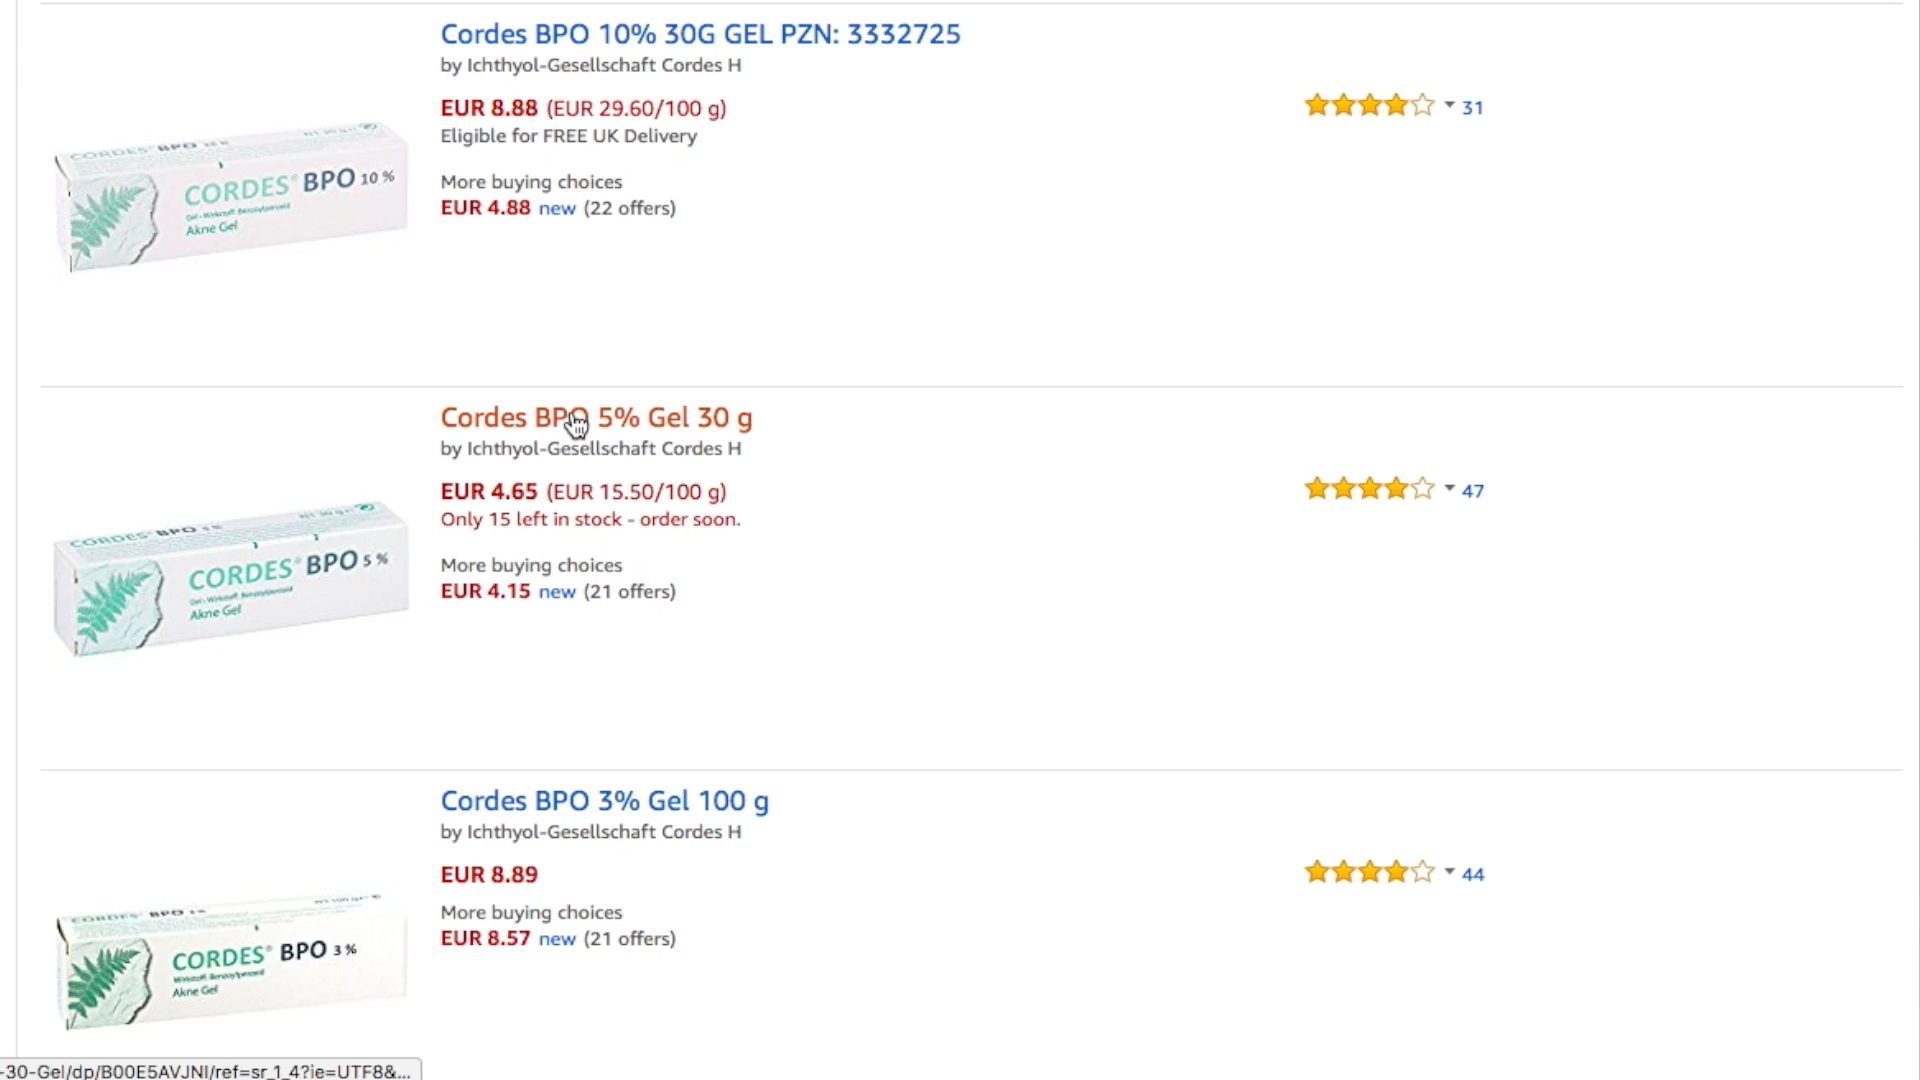 Cordes BPO 10% 30G GEL PZN: 3332725
by Ichthyol-Gesellschaft Cordes H
EUR 8.88 (EUR 29.60/100 g)
Eligible for FREE UK Delivery
31
More buying choices
EUR 4.88 new (22 offers)
CORDES® BPO 10 %
Akne Gel
Cordes BPO 5% Gel 30 g
by Ichthyol-Gesellschaft Cordes H
EUR 4.65 (EUR 15.50/100 g)
Only 15 left in stock - order soon.
47
More buying choices
EUR 4.15 new (21 offers)
CORDES® BPO 5 %
Gel - Wirkstoff: Benzoylperoxid
Akne Gel
Cordes BPO 3% Gel 100 g
by Ichthyol-Gesellschaft Cordes H
EUR 8.89
44
More buying choices
EUR 8.57 new (21 offers)
CORDES® BPO 3 %
Wirkstoff: Benzoylperoxid
Akne Gel
-30-Gel/dp/B00E5AVJNI/ref=sr_1_4?ie=UTF8&...